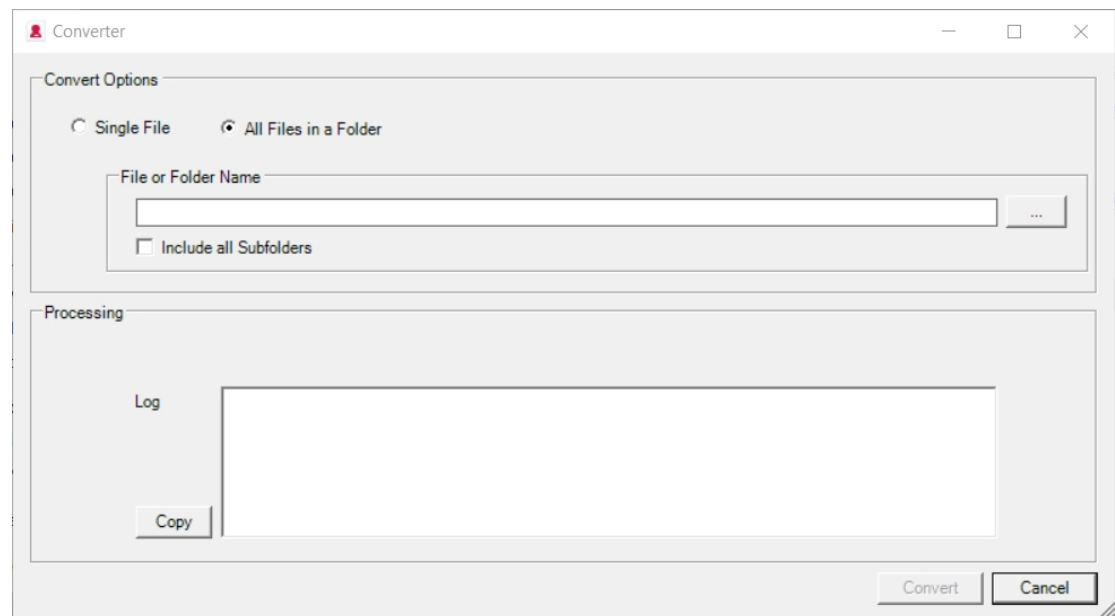 Converter
Convert Options
Single File All Files in a Folder
File or Folder Name
...
Include all Subfolders
Processing
Log
Copy
Convert Cancel